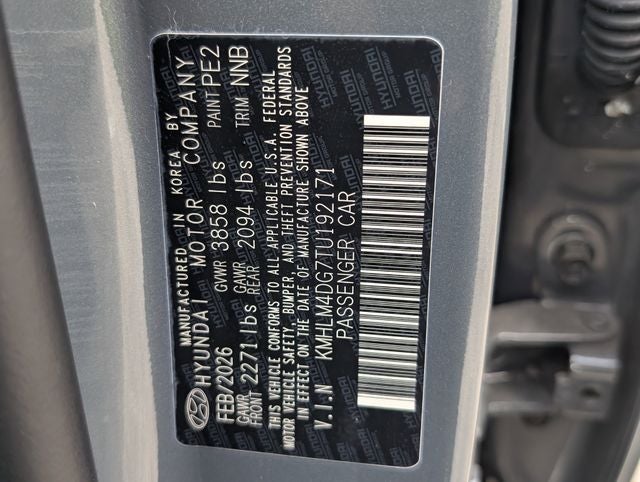 MANUFACTURED IN KOREA BY
HYUNDAI MOTOR COMPANY
FEB/2026 GVWR 3858 lbs PAINT PE2
GAWR FRONT 2271 lbs GAWR REAR 2094 lbs TRIM NNB
THIS VEHICLE CONFORMS TO ALL APPLICABLE U.S.A. FEDERAL
MOTOR VEHICLE SAFETY, BUMPER, AND THEFT PREVENTION STANDARDS
IN EFFECT ON THE DATE OF MANUFACTURE SHOWN ABOVE
V.I.N KMHLM4DG7TU192171
PASSENGER CAR